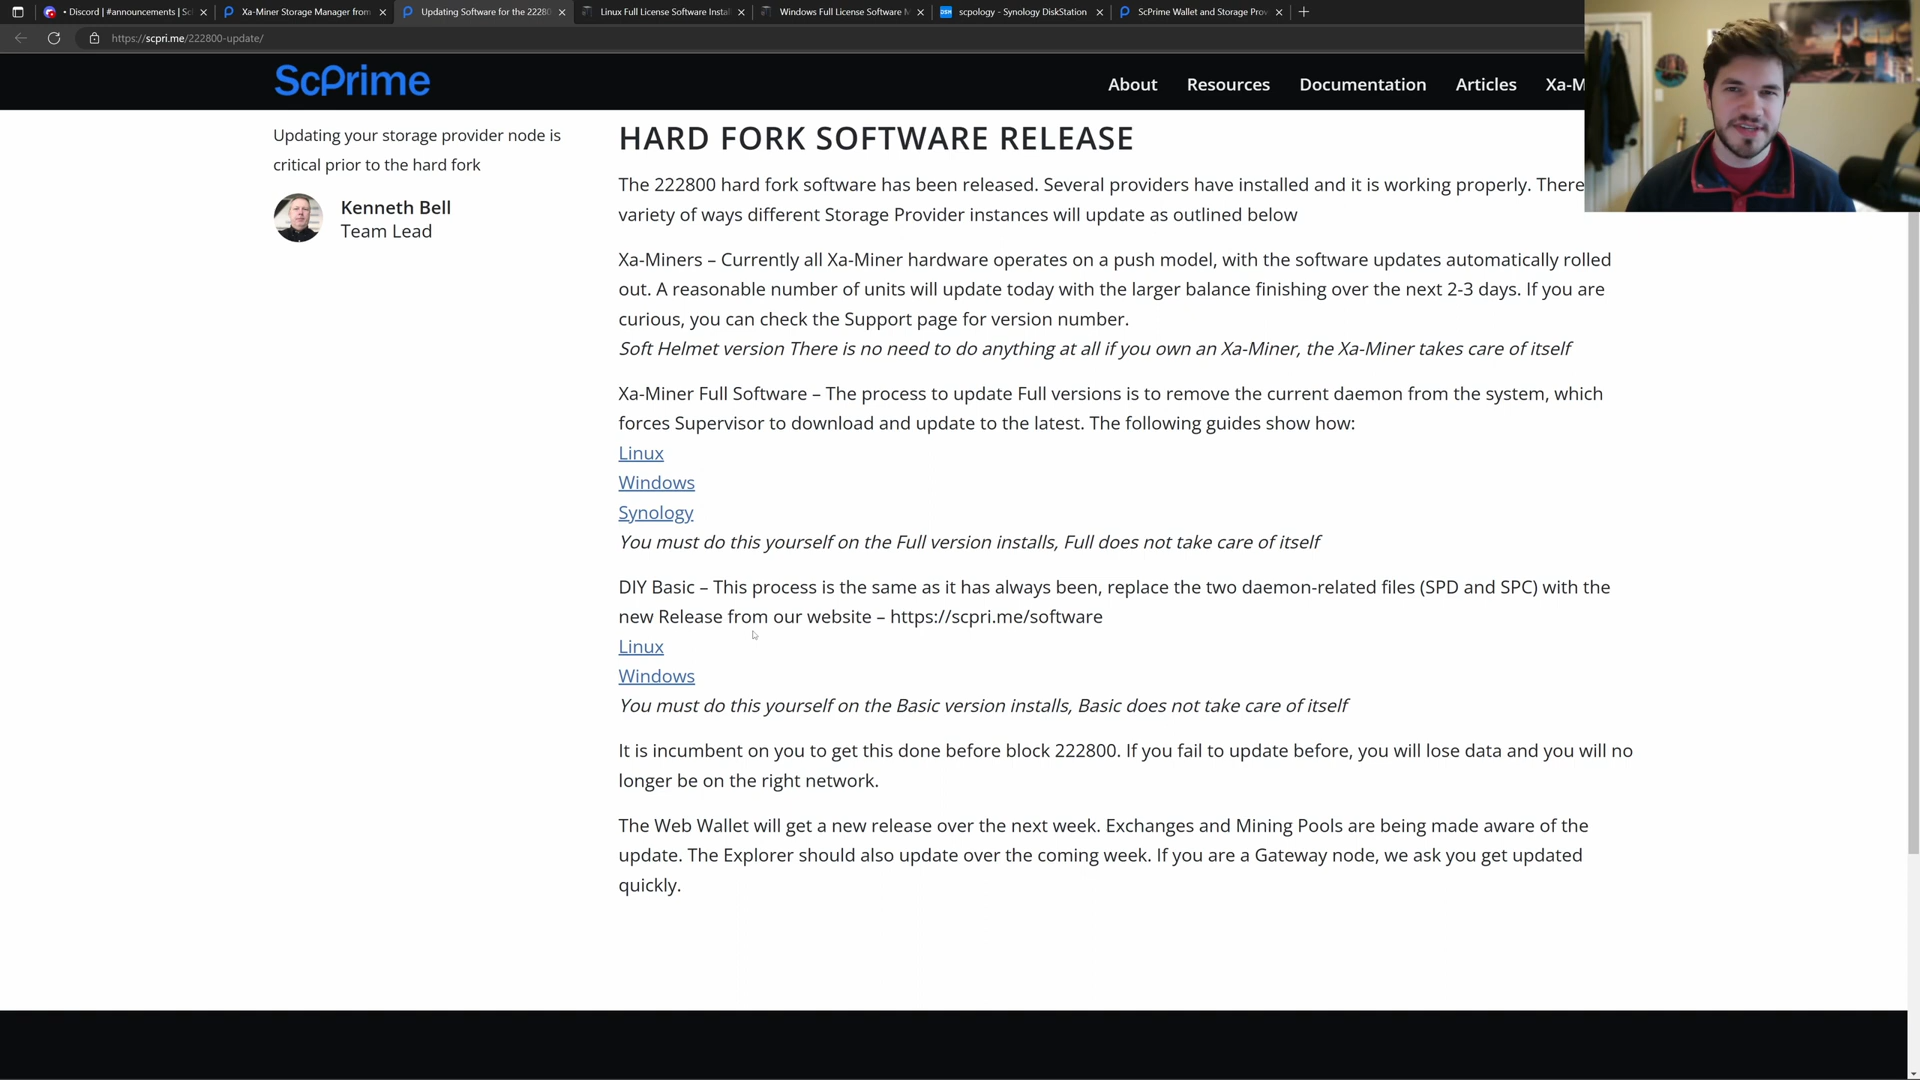 • Discord | #announcements | Sc
Xa-Miner Storage Manager from
Updating Software for the 22280
Linux Full License Software Instal
Windows Full License Software M
DSM scpology - Synology DiskStation
ScPrime Wallet and Storage Prov
https://scpri.me/222800-update/
ScPrime
About
Resources
Documentation
Articles
Xa-M
Updating your storage provider node is
critical prior to the hard fork
Kenneth Bell
Team Lead
HARD FORK SOFTWARE RELEASE
The 222800 hard fork software has been released. Several providers have installed and it is working properly. There
variety of ways different Storage Provider instances will update as outlined below
Xa-Miners – Currently all Xa-Miner hardware operates on a push model, with the software updates automatically rolled
out. A reasonable number of units will update today with the larger balance finishing over the next 2-3 days. If you are
curious, you can check the Support page for version number.
Soft Helmet version There is no need to do anything at all if you own an Xa-Miner, the Xa-Miner takes care of itself
Xa-Miner Full Software – The process to update Full versions is to remove the current daemon from the system, which
forces Supervisor to download and update to the latest. The following guides show how:
Linux
Windows
Synology
You must do this yourself on the Full version installs, Full does not take care of itself
DIY Basic – This process is the same as it has always been, replace the two daemon-related files (SPD and SPC) with the
new Release from our website – https://scpri.me/software
Linux
Windows
You must do this yourself on the Basic version installs, Basic does not take care of itself
It is incumbent on you to get this done before block 222800. If you fail to update before, you will lose data and you will no
longer be on the right network.
The Web Wallet will get a new release over the next week. Exchanges and Mining Pools are being made aware of the
update. The Explorer should also update over the coming week. If you are a Gateway node, we ask you get updated
quickly.